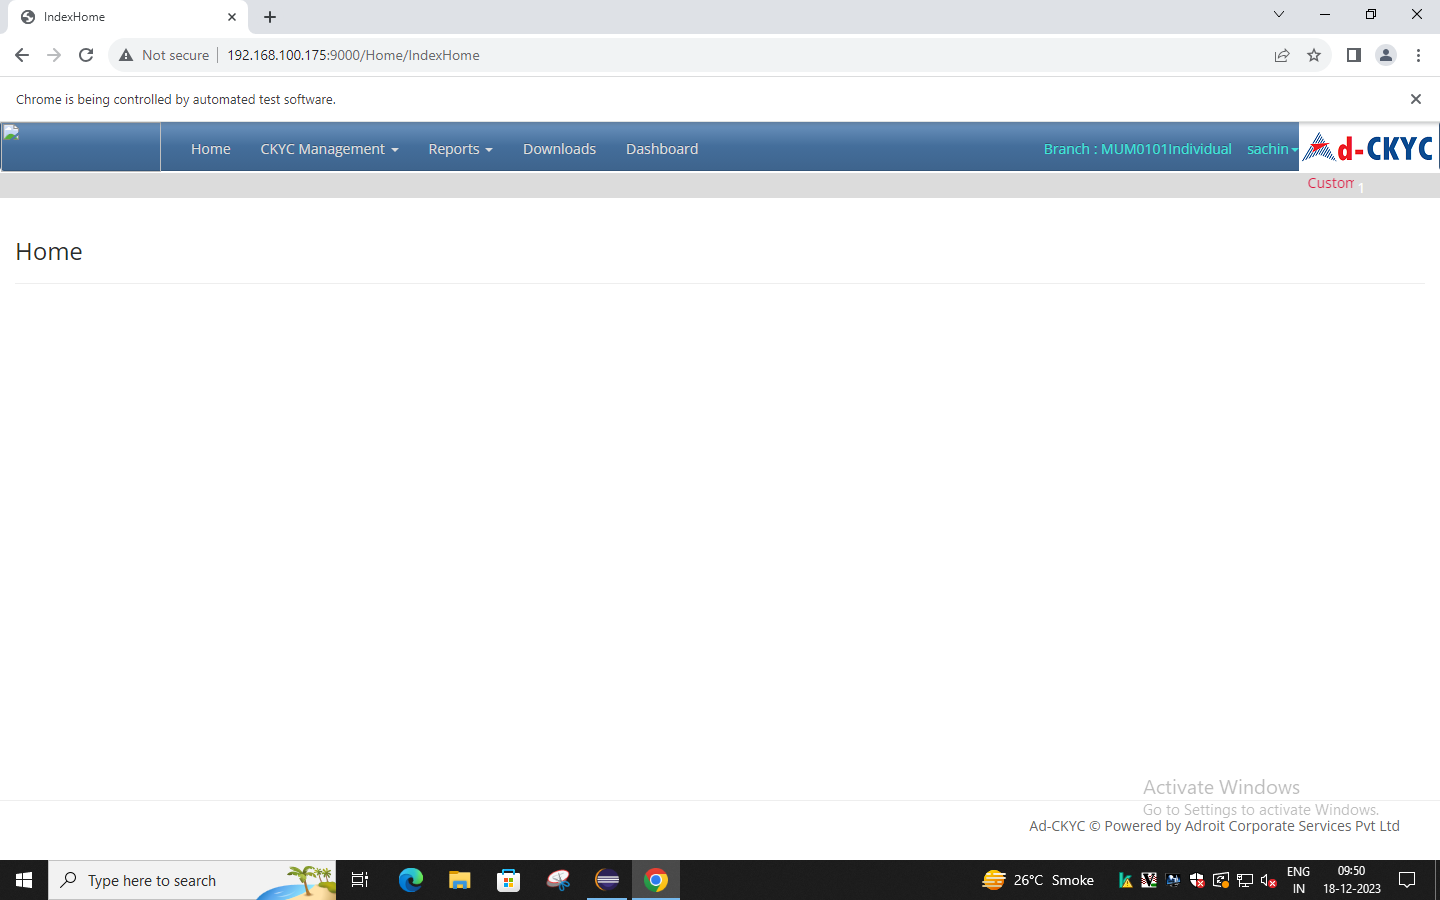 IndexHome
Not secure
192.168.100.175:9000/Home/IndexHome
Chrome is being controlled by automated test software.
Home
CKYC Management
Reports
Downloads
Dashboard
Branch : MUM0101Individual
sachin
d-CKYC
Custom
1
Home
Activate Windows
Go to Settings to activate Windows.
Ad-CKYC © Powered by Adroit Corporate Services Pvt Ltd
Type here to search
26°C Smoke
ENG
IN
09:50
18-12-2023